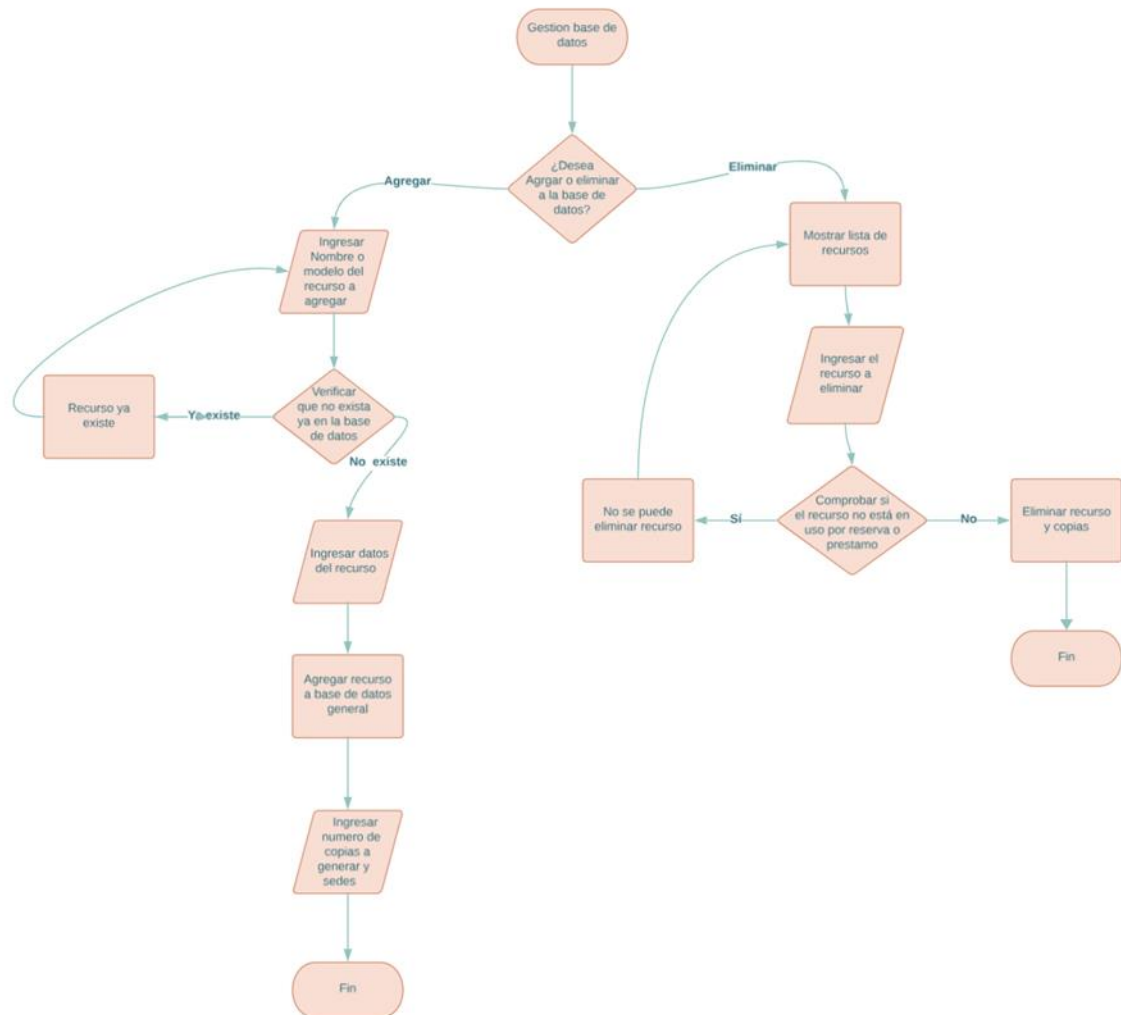 Gestion base de
datos
¿Desea
Agrgar o eliminar
a la base de
datos?
Agregar
Eliminar
Ingresar
Nombre o
modelo del
recurso a
agregar
Mostrar lista de
recursos
Ingresar el
recurso a
eliminar
Verificar
que no exista
ya en la base
de datos
Ya existe
Recurso ya
existe
No existe
Comprobar si
el recurso no está en
uso por reserva o
prestamo
Sí
No se puede
eliminar recurso
No
Eliminar recurso
y copias
Fin
Ingresar datos
del recurso
Agregar recurso
a base de datos
general
Ingresar
numero de
copias a
generar y
sedes
Fin